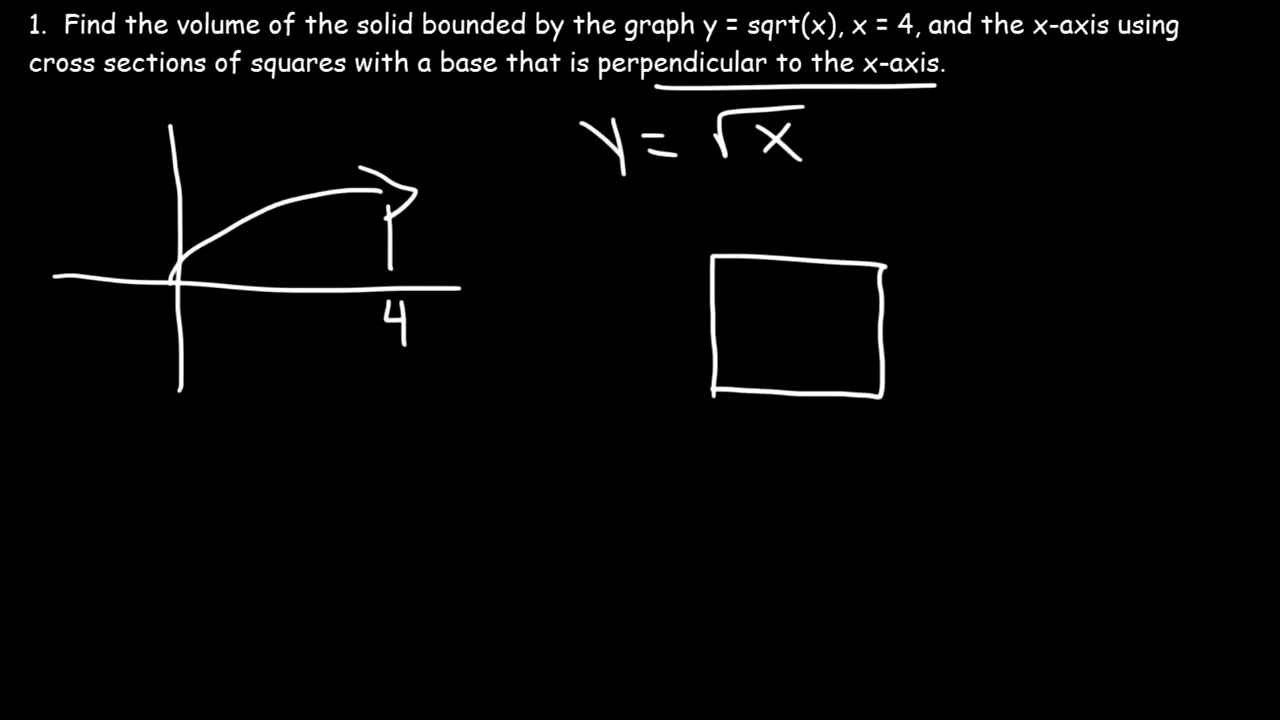 1. Find the volume of the solid bounded by the graph y = sqrt(x), x = 4, and the x-axis using
cross sections of squares with a base that is perpendicular to the x-axis.
y = √x
4